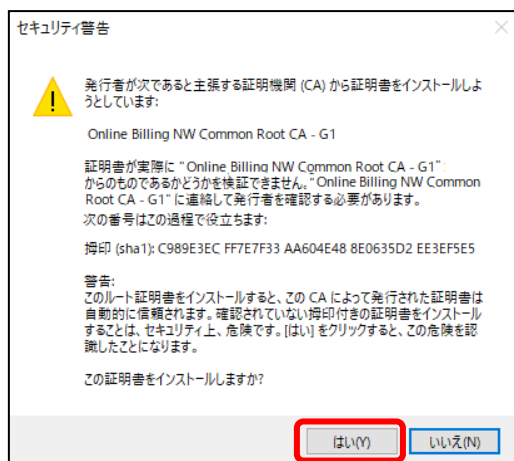 セキュリティ警告
発行者が次であると主張する証明機関 (CA) から証明書をインストールしよ
うとしています:
Online Billing NW Common Root CA - G1
証明書が実際に "Online Billing NW Common Root CA - G1"
からのものであるかどうかを検証できません。"Online Billing NW Common
Root CA - G1" に連絡して発行者を確認する必要があります。
次の番号はこの過程で役立ちます:
拇印 (sha1): C989E3EC FF7E7F33 AA604E48 8E0635D2 EE3EF5E5
警告:
このルート証明書をインストールすると、この CA によって発行された証明書は
自動的に信頼されます。確認されていない拇印付きの証明書をインストール
することは、セキュリティ上、危険です。[はい] をクリックすると、この危険を認
識したことになります。
この証明書をインストールしますか?
はい(Y)
いいえ(N)